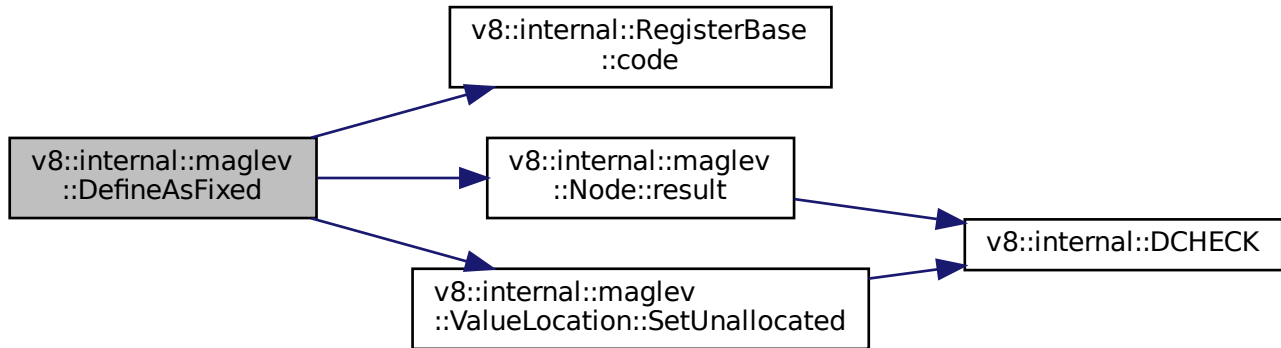 v8::internal::RegisterBase
::code
v8::internal::maglev
::DefineAsFixed
v8::internal::maglev
::Node::result
v8::internal::DCHECK
v8::internal::maglev
::ValueLocation::SetUnallocated